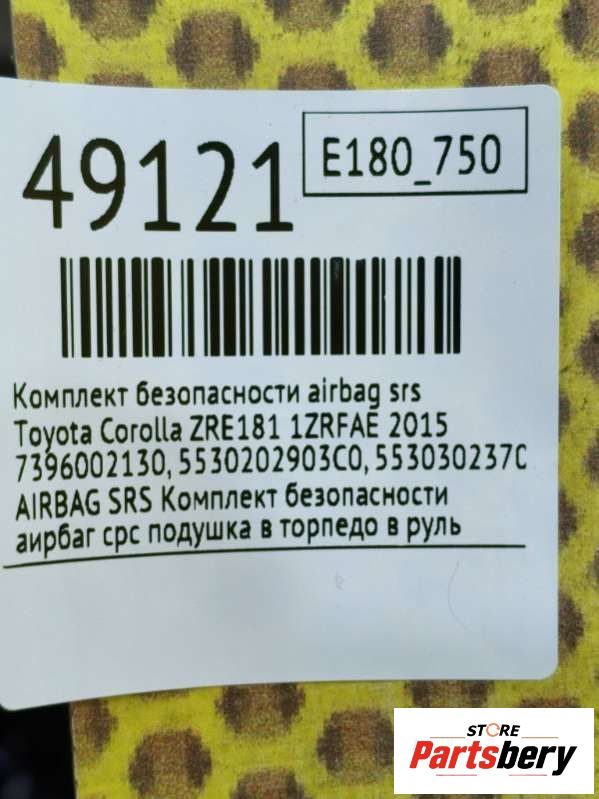 49121
E180_750
Комплект безопасности airbag srs
Toyota Corolla ZRE181 1ZRFAE 2015
7396002130, 5530202903C0, 553030237C
AIRBAG SRS Комплект безопасности
аирбаг срс подушка в торпедо в руль
STORE
Partsbery